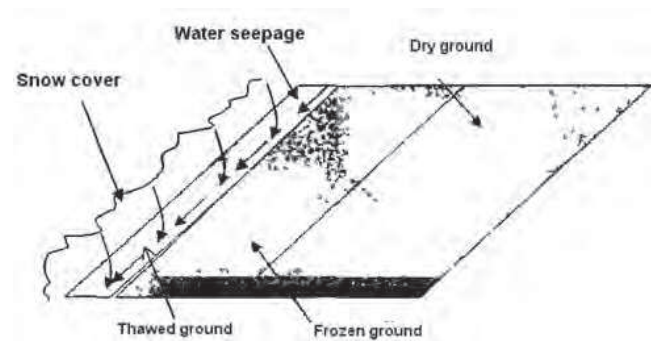 Water seepage
Dry ground
Snow cover
Thawed ground
Frozen ground